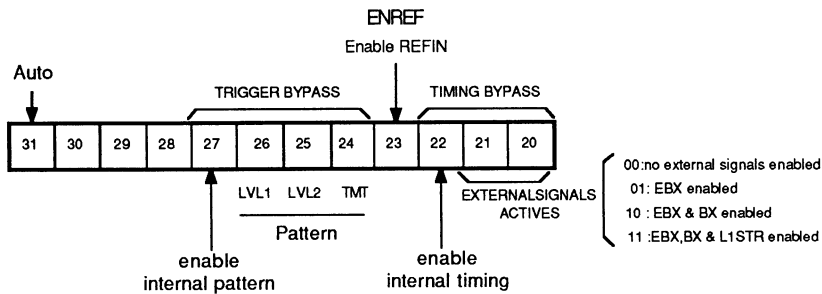 ENREF
Enable REFIN
Auto
TRIGGER BYPASS
TIMING BYPASS
31 30 29 28 27 26 25 24 23 22 21 20
LVL1 LVL2 TMT
Pattern
enable
internal pattern
enable
internal timing
EXTERNALSIGNALS
ACTIVES
00:no external signals enabled
01: EBX enabled
10 : EBX & BX enabled
11 :EBX,BX & L1STR enabled